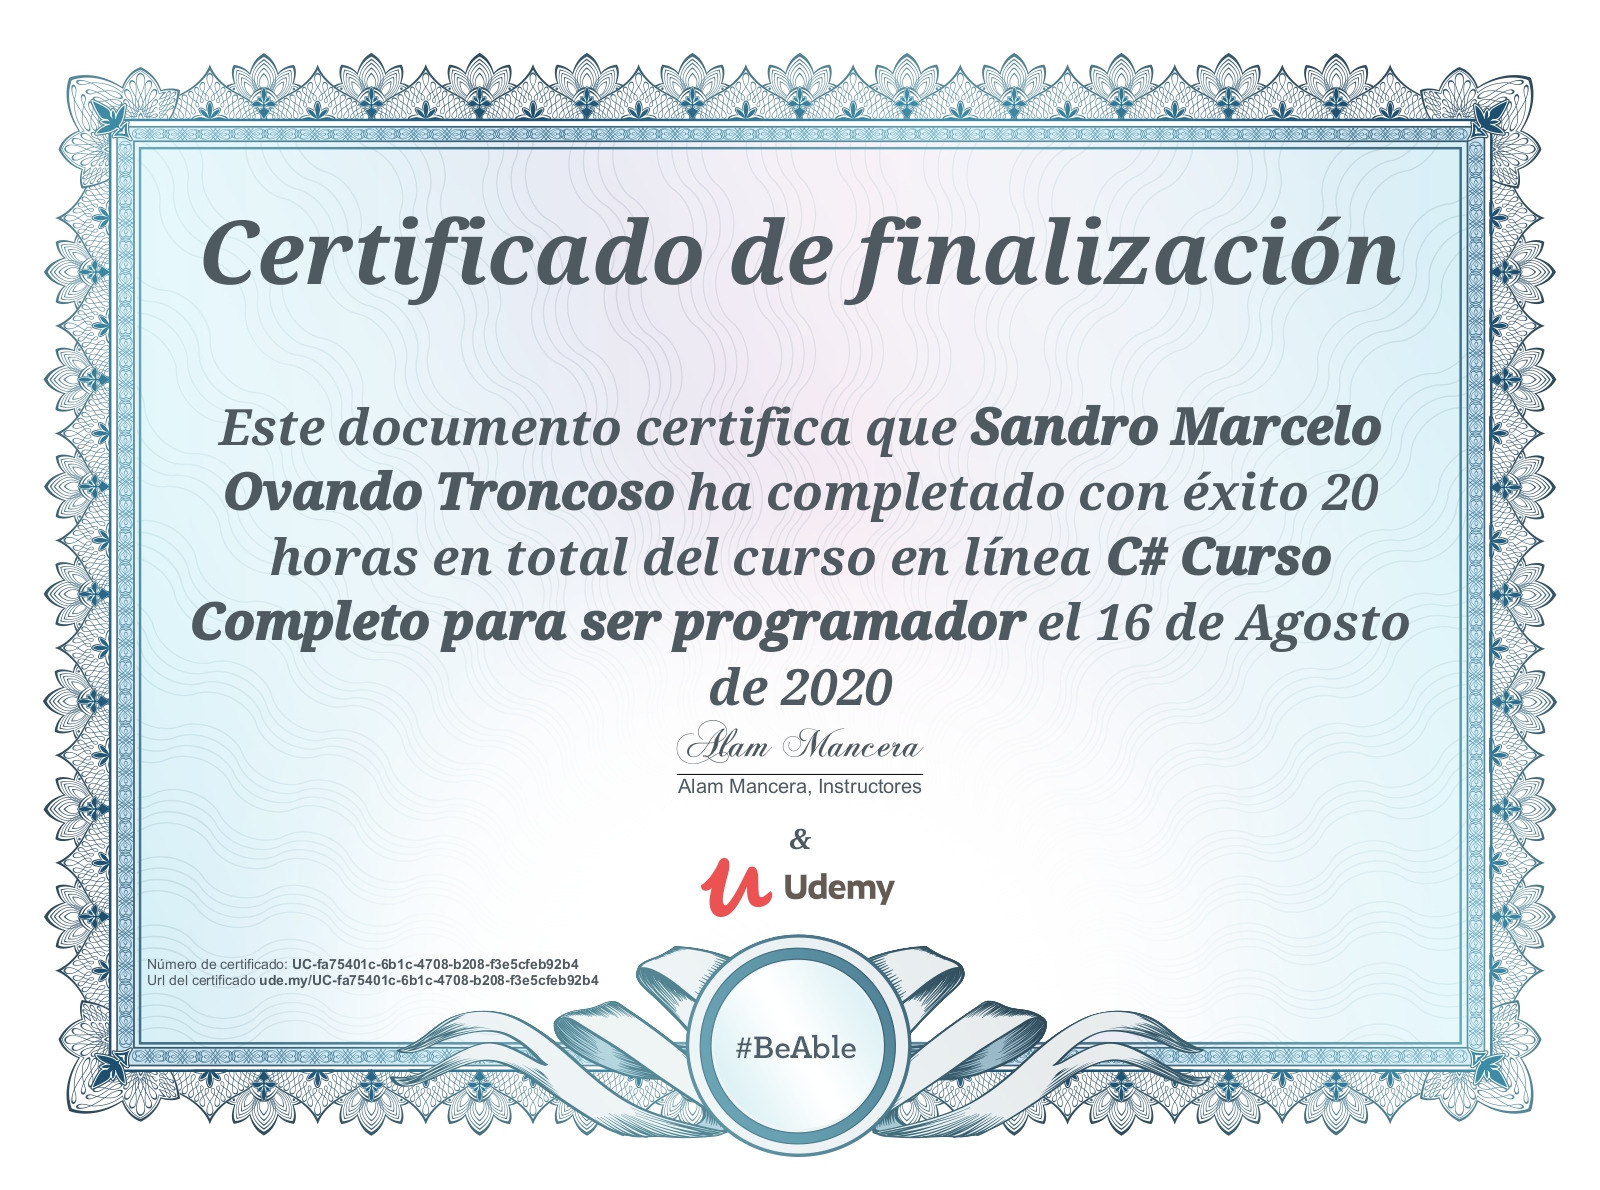 Certificado de finalización
Este documento certifica que Sandro Marcelo
Ovando Troncoso ha completado con éxito 20
horas en total del curso en línea C# Curso
Completo para ser programador el 16 de Agosto
de 2020
Alam Mancera
Alam Mancera, Instructores
&
Udemy
Número de certificado: UC-fa75401c-6b1c-4708-b208-f3e5cfeb92b4
Url del certificado ude.my/UC-fa75401c-6b1c-4708-b208-f3e5cfeb92b4
#BeAble